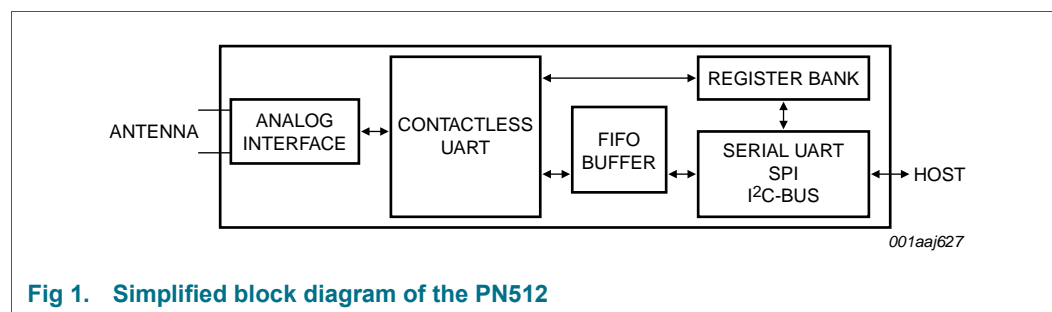 ANTENNA
ANALOG
INTERFACE
CONTACTLESS
UART
FIFO
BUFFER
REGISTER BANK
SERIAL UART
SPI
I²C-BUS
HOST
001aaj627
Fig 1. Simplified block diagram of the PN512